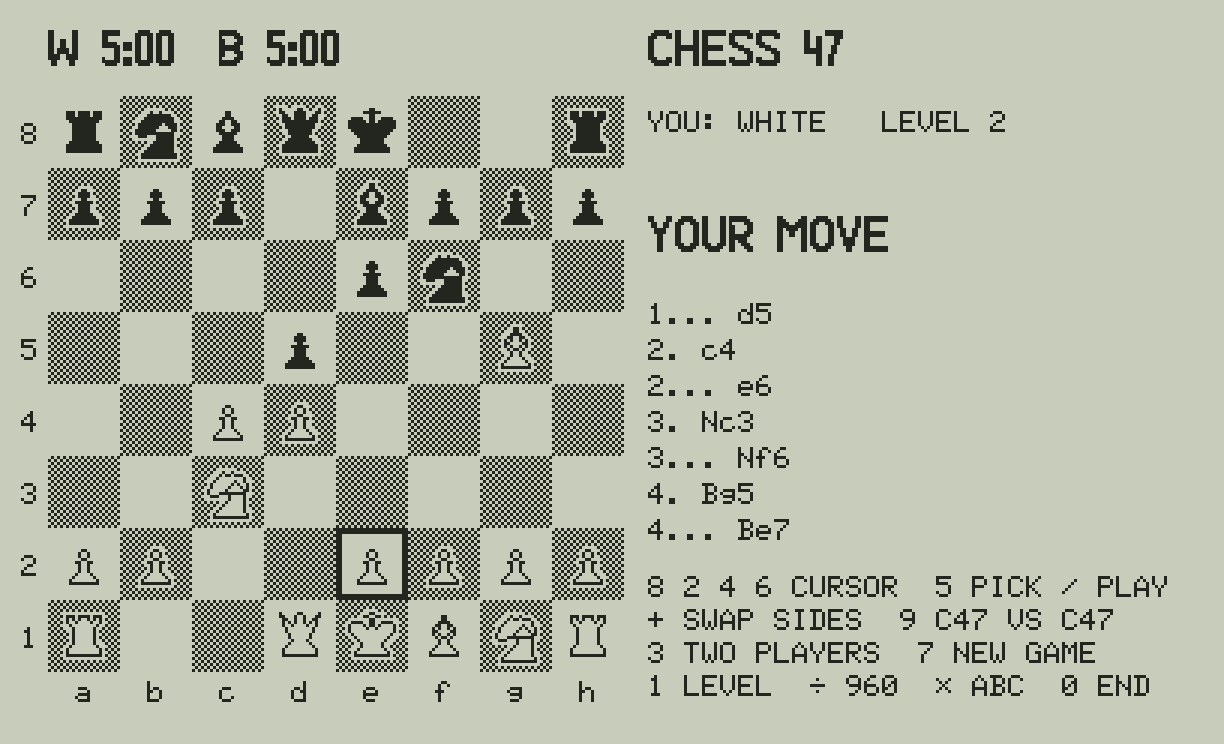 W 5:00 B 5:00
CHESS 47
YOU: WHITE LEVEL 2
YOUR MOVE
1... d5
2. c4
2... e6
3. Nc3
3... Nf6
4. Bg5
4... Be7
8 2 4 6 CURSOR 5 PICK / PLAY
+ SWAP SIDES 9 C47 VS C47
3 TWO PLAYERS 7 NEW GAME
1 LEVEL ÷ 960 × ABC 0 END
8
7
6
5
4
3
2
1
a b c d e f g h